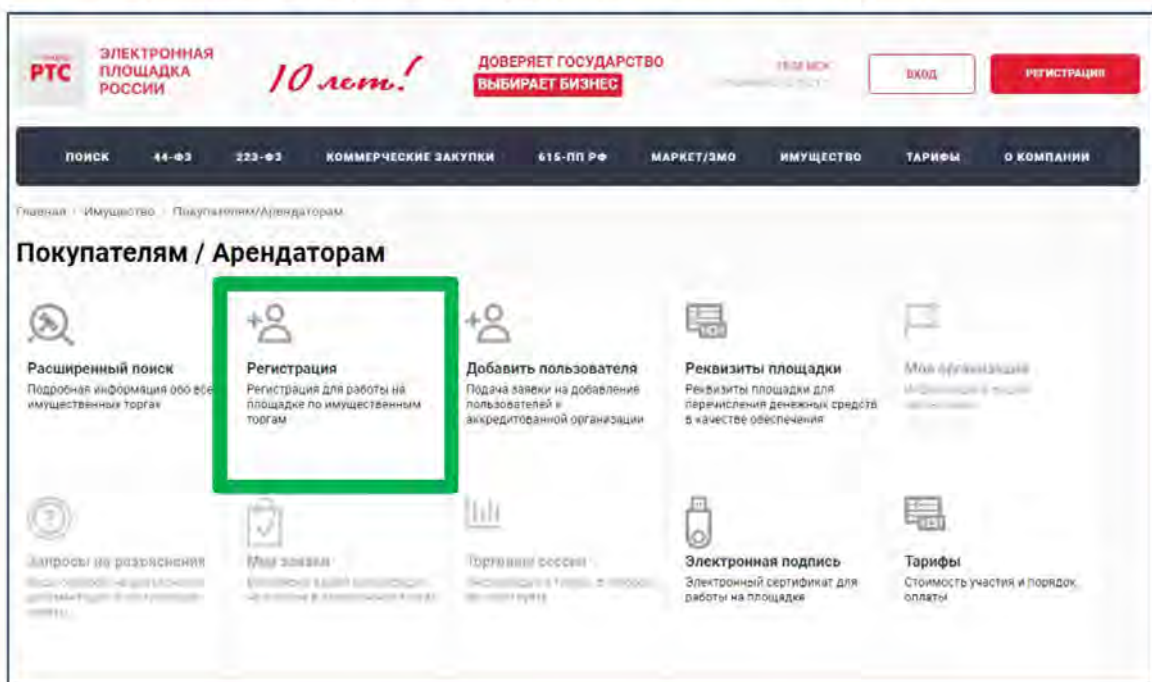 РТС
ЭЛЕКТРОННАЯ
ПЛОЩАДКА
РОССИИ
10 лет!
ДОВЕРЯЕТ ГОСУДАРСТВО
ВЫБИРАЕТ БИЗНЕС
МСК
ВХОД
РЕГИСТРАЦИЯ
ПОИСК 44-ФЗ 223-ФЗ КОММЕРЧЕСКИЕ ЗАКУПКИ 615-ПП РФ МАРКЕТ/ЗМО ИМУЩЕСТВО ТАРИФЫ О КОМПАНИИ
Главная Имущество Покупателям/Арендаторам
Покупателям / Арендаторам
Расширенный поиск
Подробная информация обо все
имущественных торгах
Регистрация
Регистрация для работы на
площадке по имущественным
торгам
Добавить пользователя
Подача заявки на добавление
пользователей к
аккредитованной организации
Реквизиты площадки
Реквизиты площадки для
перечисления денежных средств
в качестве обеспечения
Моя организация
Запросы на разъяснения
Мои заявки
Торговые сессии
Электронная подпись
Электронный сертификат для
работы на площадке
Тарифы
Стоимость участия и порядок
оплаты